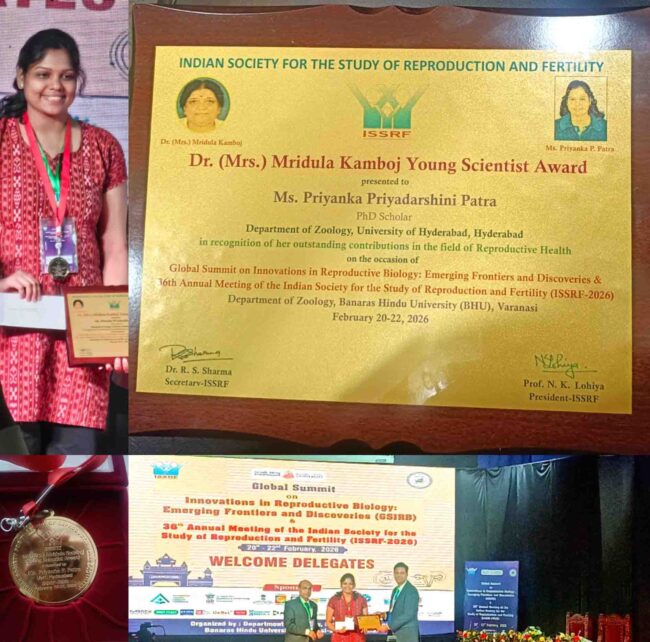 INDIAN SOCIETY FOR THE STUDY OF REPRODUCTION AND FERTILITY
ISSRF
Dr. (Mrs.) Mridula Kamboj
Ms. Priyanka P. Patra
Dr. (Mrs.) Mridula Kamboj Young Scientist Award
presented to
Ms. Priyanka Priyadarshini Patra
PhD Scholar
Department of Zoology, University of Hyderabad, Hyderabad
in recognition of her outstanding contributions in the field of Reproductive Health
on the occasion of
Global Summit on Innovations in Reproductive Biology: Emerging Frontiers and Discoveries &
36th Annual Meeting of the Indian Society for the Study of Reproduction and Fertility (ISSRF-2026)
Department of Zoology, Banaras Hindu University (BHU), Varanasi
February 20-22, 2026
Dr. R. S. Sharma
Secretary-ISSRF
N.K. Lohiya
Prof. N. K. Lohiya
President-ISSRF
ISSRF
Global Summit
on
Innovations in Reproductive Biology:
Emerging Frontiers and Discoveries (GSIRB)
&
36th Annual Meeting of the Indian Society for the
Study of Reproduction and Fertility (ISSRF-2026)
20th - 22nd February, 2026
WELCOME DELEGATES
Organized by : Department
Banaras Hindu